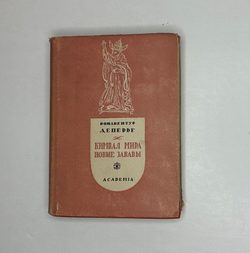 БОНАВЕНТУР
ДЕПЕРЬЕ
КИМВАЛ МИРА
НОВЫЕ ЗАБАВЫ
ACADEMIA